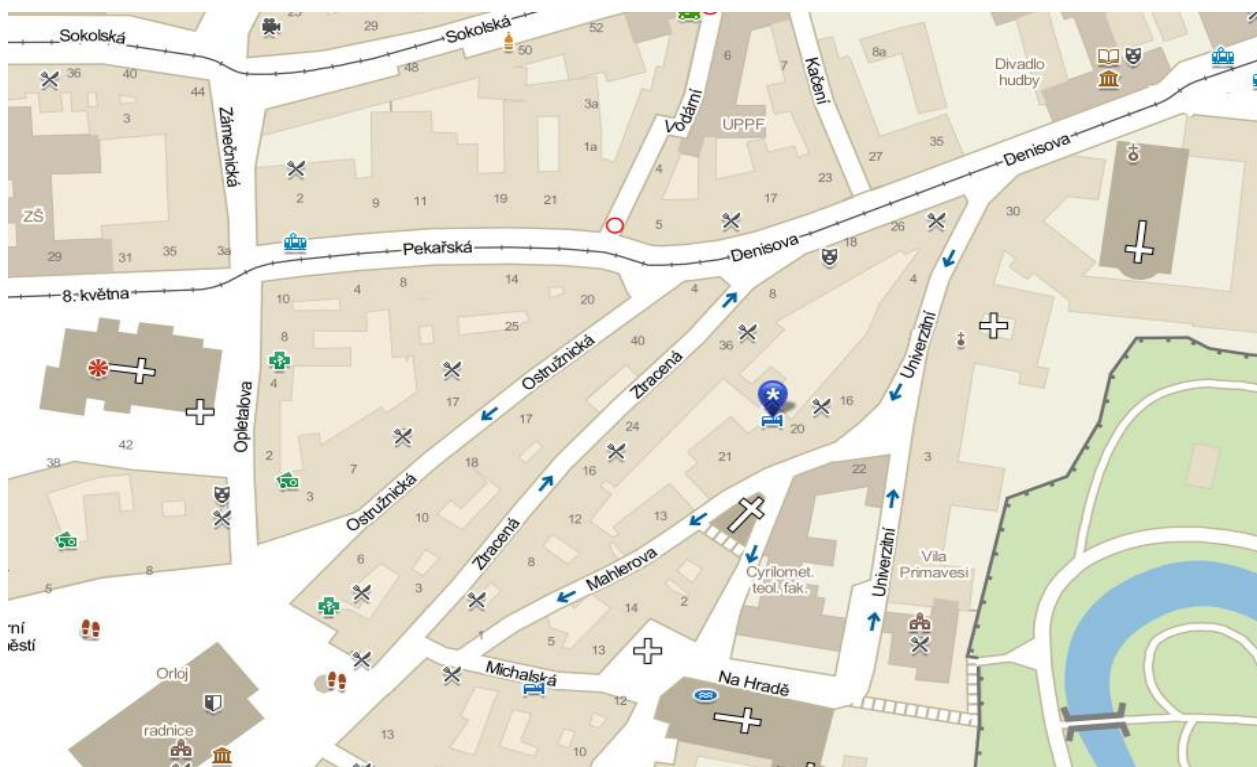 29
29
52
Sokolská
Sokolská
50
6
7
8a
Divadlo
hudby
36
40
44
48
3
3a
Kačení
Vodární
UPPF
Zámečnická
1a
35
Denisova
27
ZŠ
2
9
11
19
21
4
17
23
30
29
31
35
3a
Pekařská
5
Denisova
18
26
8. května
10
4
8
14
20
4
8
4
8
25
40
36
Univerzitní
4
Ostružnická
Ztracená
17
17
16
20
Opletalova
42
38
2
3
7
18
24
16
21
22
3
Ostružnická
10
12
13
Ztracená
Univerzitní
6
8
Mahlerova
Cyrilomet.
teol. fak.
Vila
Primavesi
5
8
3
14
2
rní
ěstí
1
5
13
Orloj
Michalská
12
Na Hradě
radnice
13
10